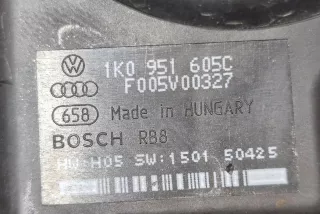 1K0 951 605C
F005V00327
658 Made in HUNGARY
BOSCH RB8
HW:H05 SW:1501 50425